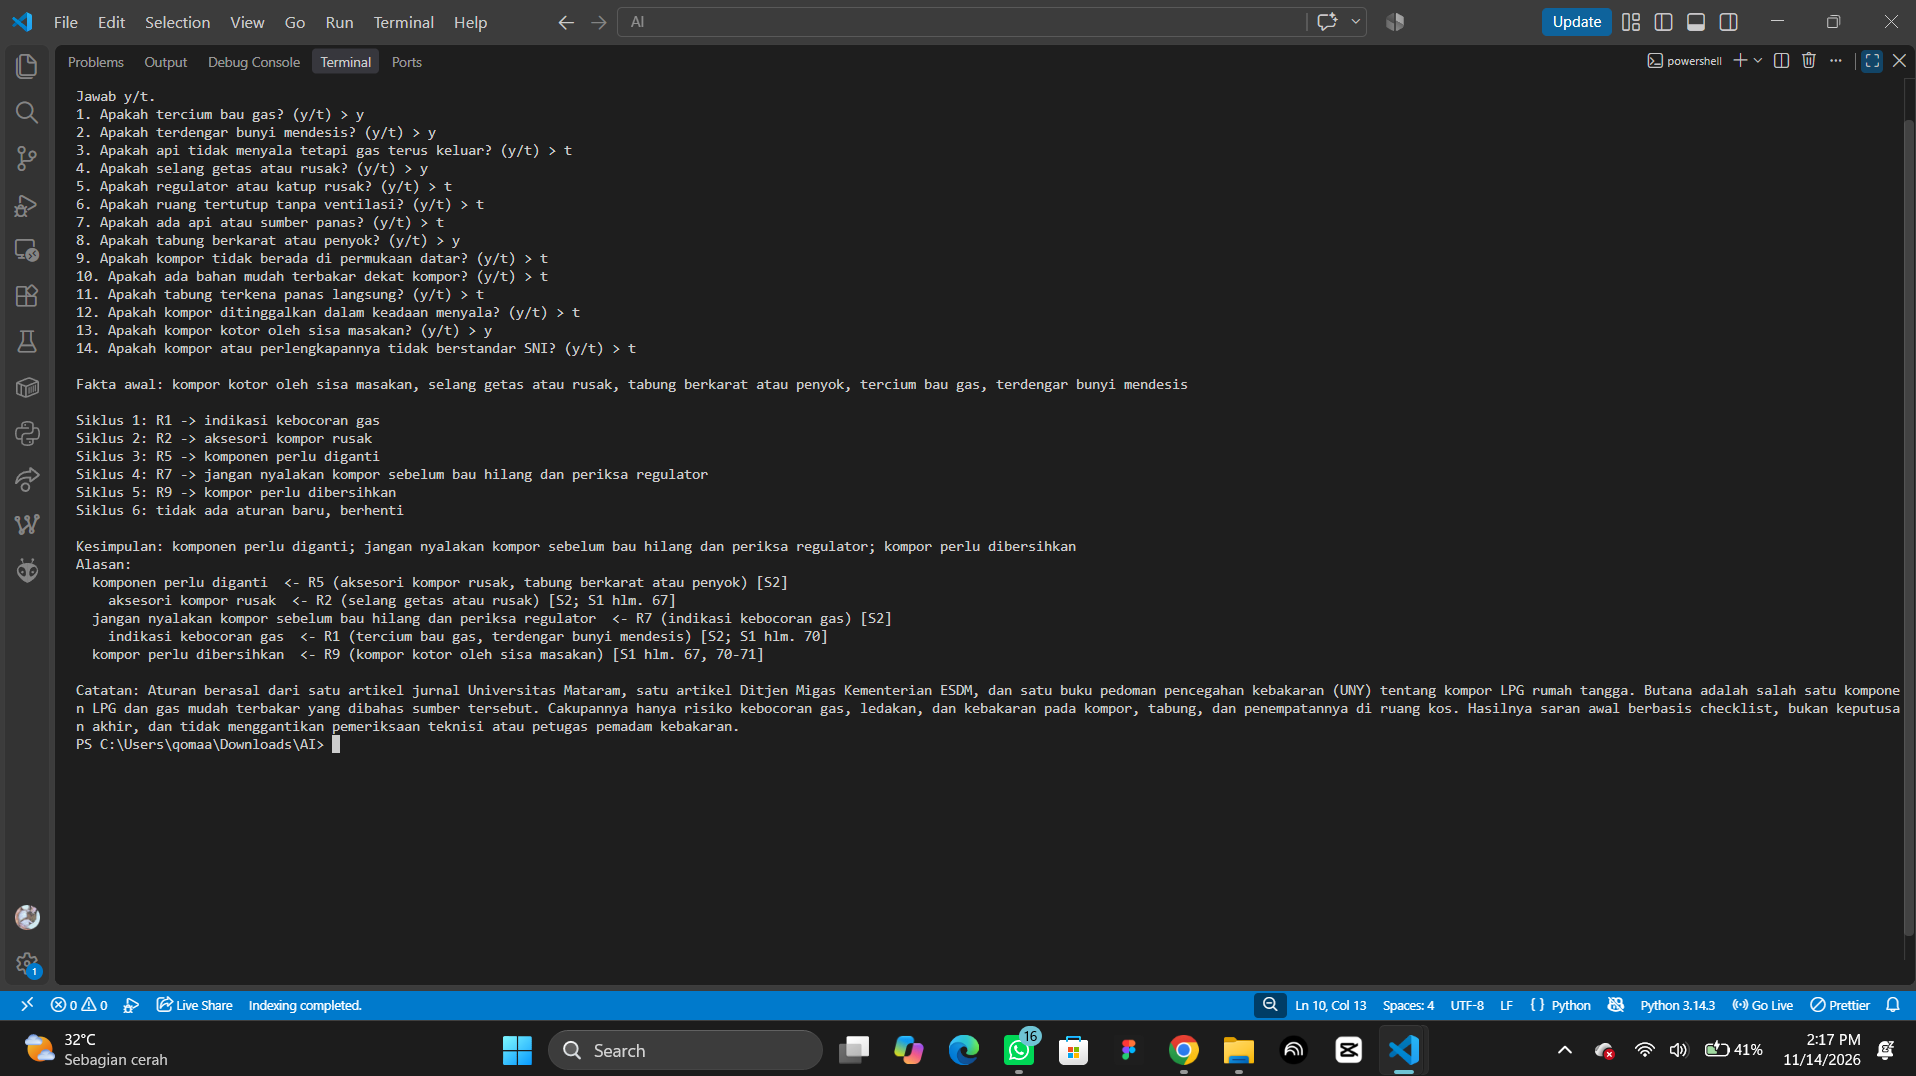 File Edit Selection View Go Run Terminal Help
AI
Update
Problems Output Debug Console Terminal Ports
powershell
Jawab y/t.
1. Apakah tercium bau gas? (y/t) > y
2. Apakah terdengar bunyi mendesis? (y/t) > y
3. Apakah api tidak menyala tetapi gas terus keluar? (y/t) > t
4. Apakah selang getas atau rusak? (y/t) > y
5. Apakah regulator atau katup rusak? (y/t) > t
6. Apakah ruang tertutup tanpa ventilasi? (y/t) > t
7. Apakah ada api atau sumber panas? (y/t) > t
8. Apakah tabung berkarat atau penyok? (y/t) > y
9. Apakah kompor tidak berada di permukaan datar? (y/t) > t
10. Apakah ada bahan mudah terbakar dekat kompor? (y/t) > t
11. Apakah tabung terkena panas langsung? (y/t) > t
12. Apakah kompor ditinggalkan dalam keadaan menyala? (y/t) > t
13. Apakah kompor kotor oleh sisa masakan? (y/t) > y
14. Apakah kompor atau perlengkapannya tidak berstandar SNI? (y/t) > t
Fakta awal: kompor kotor oleh sisa masakan, selang getas atau rusak, tabung berkarat atau penyok, tercium bau gas, terdengar bunyi mendesis
Siklus 1: R1 -> indikasi kebocoran gas
Siklus 2: R2 -> aksesori kompor rusak
Siklus 3: R5 -> komponen perlu diganti
Siklus 4: R7 -> jangan nyalakan kompor sebelum bau hilang dan periksa regulator
Siklus 5: R9 -> kompor perlu dibersihkan
Siklus 6: tidak ada aturan baru, berhenti
Kesimpulan: komponen perlu diganti; jangan nyalakan kompor sebelum bau hilang dan periksa regulator; kompor perlu dibersihkan
Alasan:
komponen perlu diganti <- R5 (aksesori kompor rusak, tabung berkarat atau penyok) [S2]
aksesori kompor rusak <- R2 (selang getas atau rusak) [S2; S1 hlm. 67]
jangan nyalakan kompor sebelum bau hilang dan periksa regulator <- R7 (indikasi kebocoran gas) [S2]
indikasi kebocoran gas <- R1 (tercium bau gas, terdengar bunyi mendesis) [S2; S1 hlm. 70]
kompor perlu dibersihkan <- R9 (kompor kotor oleh sisa masakan) [S1 hlm. 67, 70-71]
Catatan: Aturan berasal dari satu artikel jurnal Universitas Mataram, satu artikel Ditjen Migas Kementerian ESDM, dan satu buku pedoman pencegahan kebakaran (UNY) tentang kompor LPG rumah tangga. Butana adalah salah satu kompone
n LPG dan gas mudah terbakar yang dibahas sumber tersebut. Cakupannya hanya risiko kebocoran gas, ledakan, dan kebakaran pada kompor, tabung, dan penempatannya di ruang kos. Hasilnya saran awal berbasis checklist, bukan keputusa
n akhir, dan tidak menggantikan pemeriksaan teknisi atau petugas pemadam kebakaran.
PS C:\Users\qomaa\Downloads\AI>
1
0 0 Live Share Indexing completed. Ln 10, Col 13 Spaces: 4 UTF-8 LF { } Python Python 3.14.3 Go Live Prettier
32°C
Sebagian cerah
Search
16
41%
2:17 PM
11/14/2026